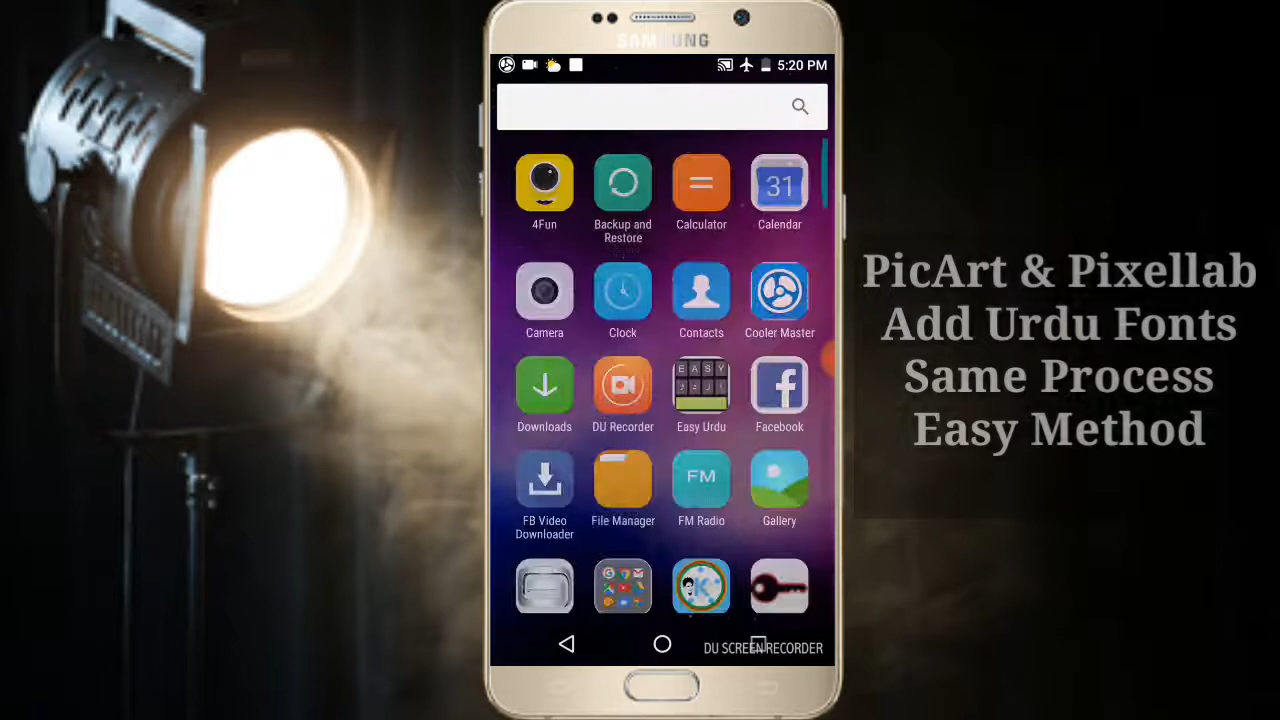 SAMSUNG
5:20 PM
4Fun
Backup and
Restore
Calculator
31
Calendar
Camera
Clock
Contacts
Cooler Master
Downloads
DU Recorder
EASY
Easy Urdu
Facebook
FB Video
Downloader
File Manager
FM
FM Radio
Gallery
K
DU SCREEN RECORDER
PicArt & Pixellab
Add Urdu Fonts
Same Process
Easy Method